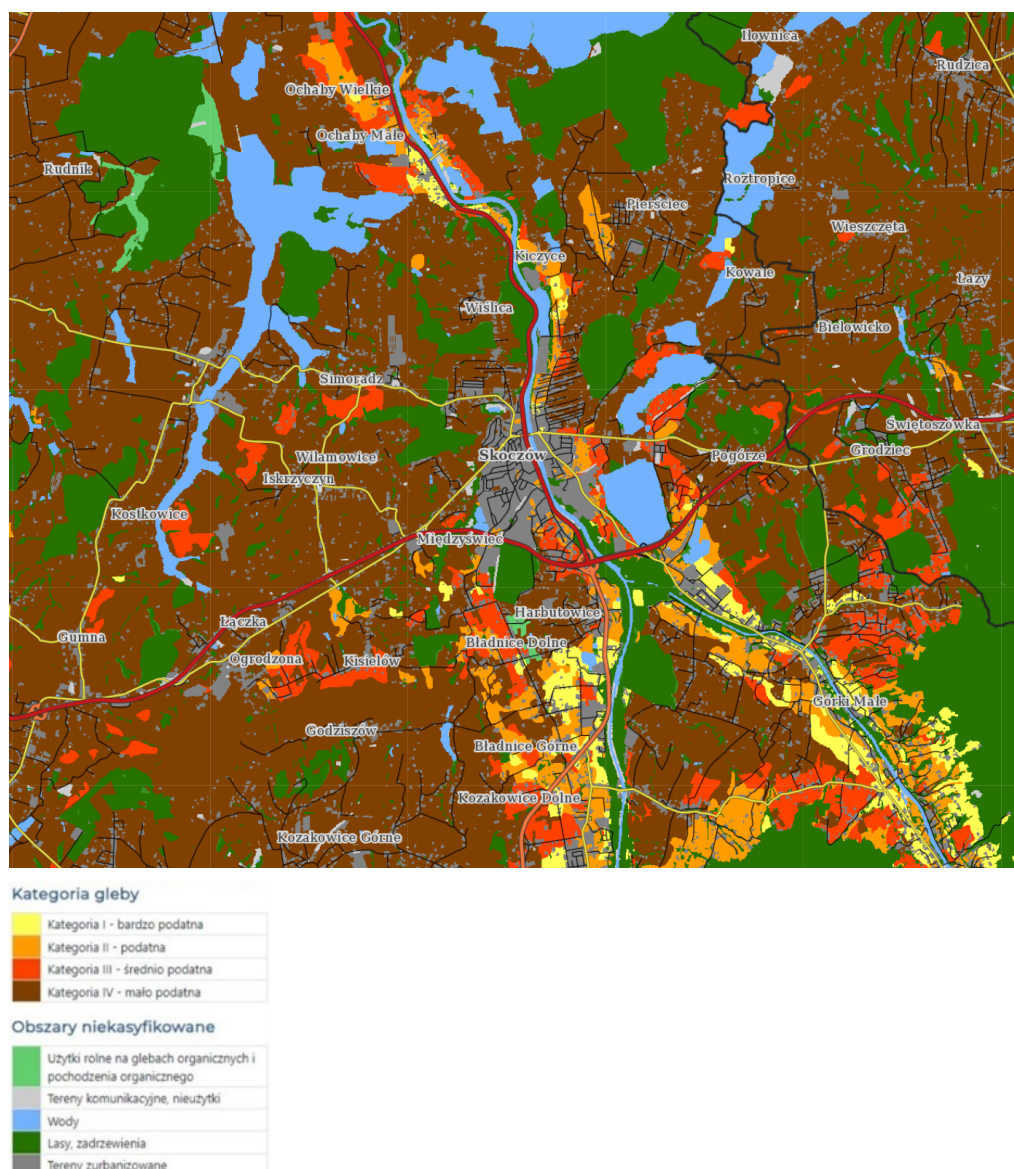 Iłownica
Rudzica
Ochaby Wielkie
Ochaby Małe
Rudnik
Roztropice
Pierściec
Wieszczęta
Kiczyce
Kowale
Łazy
Wiślica
Bielowicko
Simoradz
Świętoszówka
Skoczów
Pogórze
Grodziec
Wilamowice
Iskrzyczyn
Kostkowice
Międzyświeć
Harbutowice
Łączka
Gumna
Bładnice Dolne
Ogrodzona
Kisielów
Górki Małe
Godziszów
Bładnice Górne
Kozakowice Dolne
Kozakowice Górne
Kategoria gleby
Kategoria I - bardzo podatna
Kategoria II - podatna
Kategoria III - średnio podatna
Kategoria IV - mało podatna
Obszary niekasyfikowane
Użytki rolne na glebach organicznych i
pochodzenia organicznego
Tereny komunikacyjne, nieużytki
Wody
Lasy, zadrzewienia
Tereny zurbanizowane